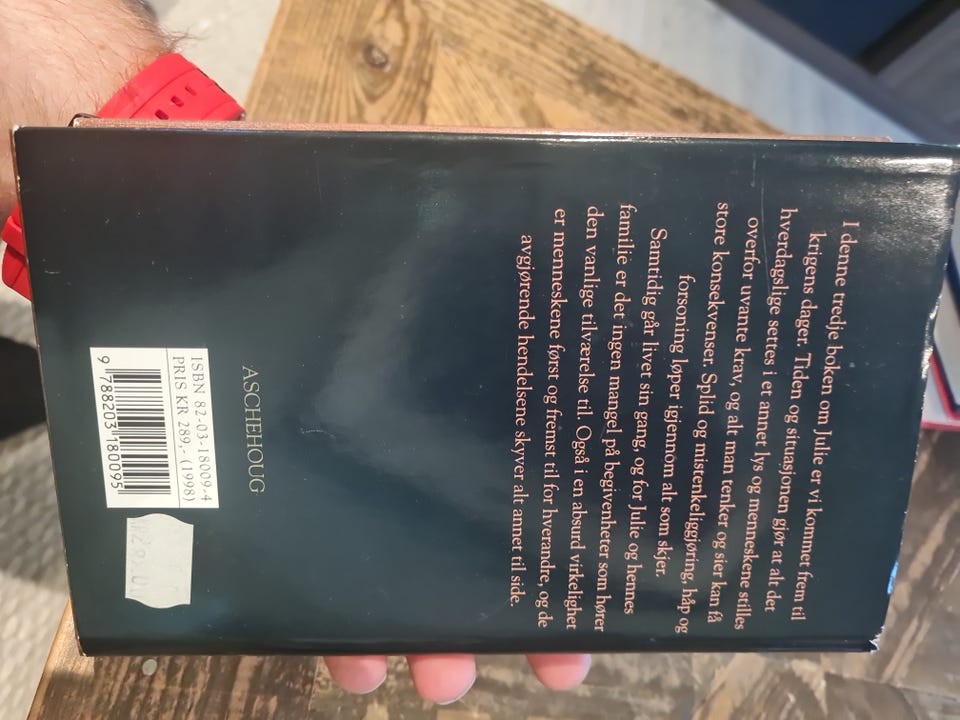 I denne tredje boken om Julie er vi kommet frem til
krigens dager. Tiden og situasjonen gjør at alt det
hverdagslige settes i et annet lys og menneskene stilles
overfor uvante krav, og alt man tenker og sier kan få
store konsekvenser. Splid og mistenkeliggjøring, håp og
forsoning løper igjennom alt som skjer.
Samtidig går livet sin gang, og for Julie og hennes
familie er det ingen mangel på begivenheter som hører
den vanlige tilværelse til. Også i en absurd virkelighet
er menneskene først og fremst til for hverandre, og de
avgjørende hendelsene skyver alt annet til side.
ASCHEHOUG
ISBN 82-03-18009-4
PRIS KR 289,- (1998)
9 788203 180095